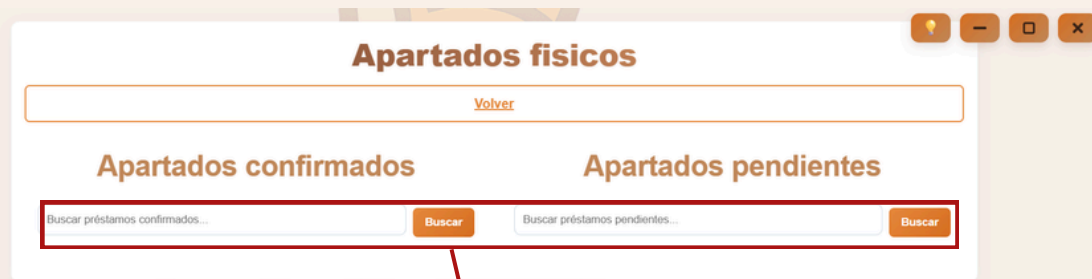 Apartados fisicos
Volver
Apartados confirmados
Apartados pendientes
Buscar préstamos confirmados...
Buscar
Buscar préstamos pendientes...
Buscar